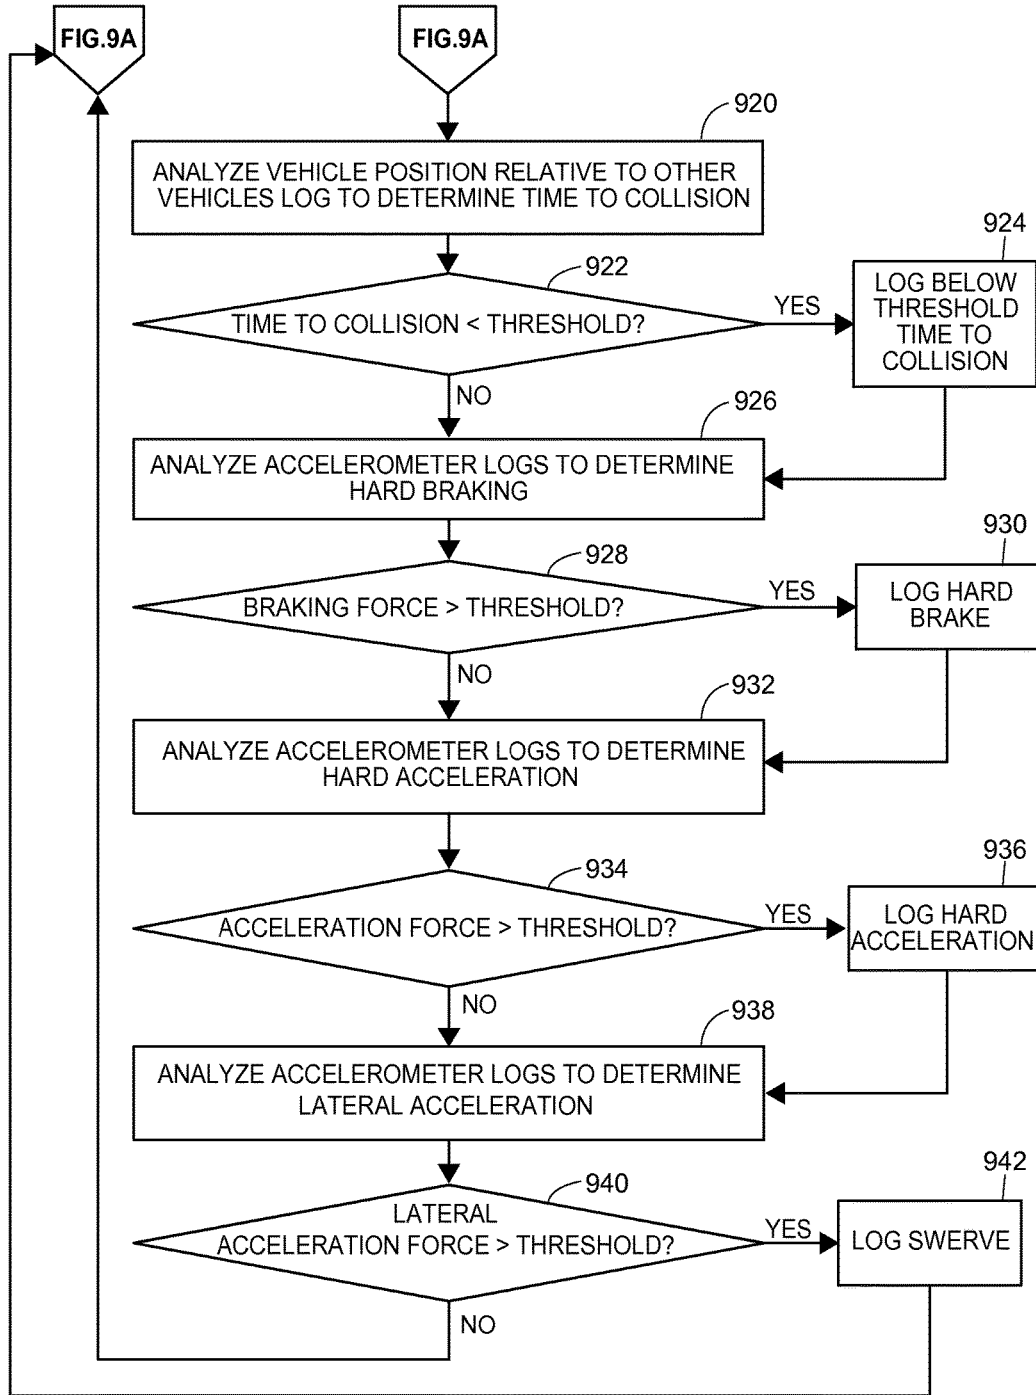 FIG.9A
FIG.9A
920
ANALYZE VEHICLE POSITION RELATIVE TO OTHER
VEHICLES LOG TO DETERMINE TIME TO COLLISION
922
TIME TO COLLISION < THRESHOLD?
YES
924
LOG BELOW
THRESHOLD
TIME TO
COLLISION
NO
926
ANALYZE ACCELEROMETER LOGS TO DETERMINE
HARD BRAKING
928
BRAKING FORCE > THRESHOLD?
YES
930
LOG HARD
BRAKE
NO
932
ANALYZE ACCELEROMETER LOGS TO DETERMINE
HARD ACCELERATION
934
ACCELERATION FORCE > THRESHOLD?
YES
936
LOG HARD
ACCELERATION
NO
938
ANALYZE ACCELEROMETER LOGS TO DETERMINE
LATERAL ACCELERATION
940
LATERAL
ACCELERATION FORCE > THRESHOLD?
YES
942
LOG SWERVE
NO